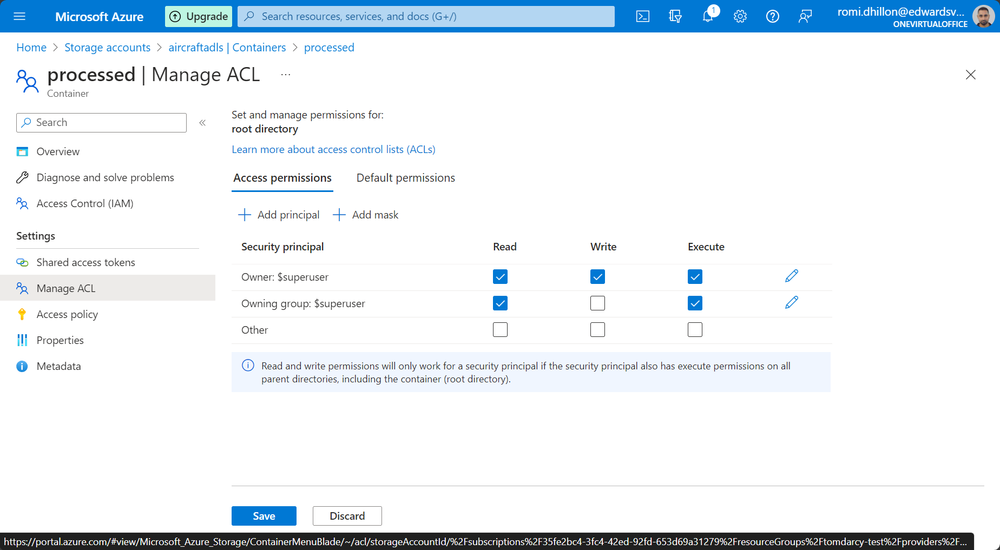 Microsoft Azure
Upgrade
Search resources, services, and docs (G+/)
1
romi.dhillon@edwardsv...
ONEVIRTUALOFFICE
Home > Storage accounts > aircraftadls | Containers > processed
processed | Manage ACL ...
Container
Search
«
Overview
Diagnose and solve problems
Access Control (IAM)
Settings
Shared access tokens
Manage ACL
Access policy
Properties
Metadata
Set and manage permissions for:
root directory
Learn more about access control lists (ACLs)
Access permissions Default permissions
Add principal Add mask
Security principal Read Write Execute
Owner: $superuser
Owning group: $superuser
Other
Read and write permissions will only work for a security principal if the security principal also has execute permissions on all
parent directories, including the container (root directory).
Save Discard
https://portal.azure.com/#view/Microsoft_Azure_Storage/ContainerMenuBlade/~/acl/storageAccountId/%2Fsubscriptions%2F35fe2bc4-3fc4-42ed-92fd-653d69a31279%2FresourceGroups%2Ftomdarcy-test%2Fproviders%2F...